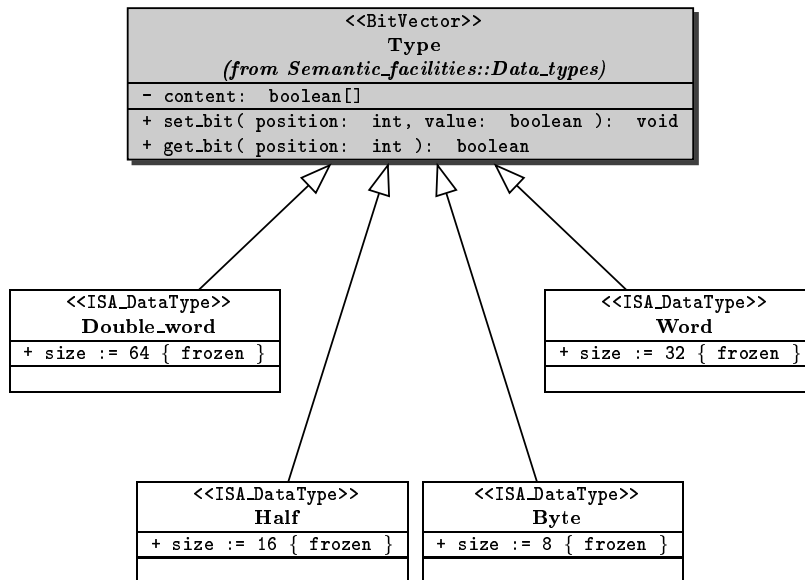 <<BitVector>>
Type
(from Semantic_facilities::Data_types)
- content: boolean[]
+ set_bit( position: int, value: boolean ): void
+ get_bit( position: int ): boolean
<<ISA_DataType>>
Double_word
+ size := 64 { frozen }
<<ISA_DataType>>
Word
+ size := 32 { frozen }
<<ISA_DataType>>
Half
+ size := 16 { frozen }
<<ISA_DataType>>
Byte
+ size := 8 { frozen }